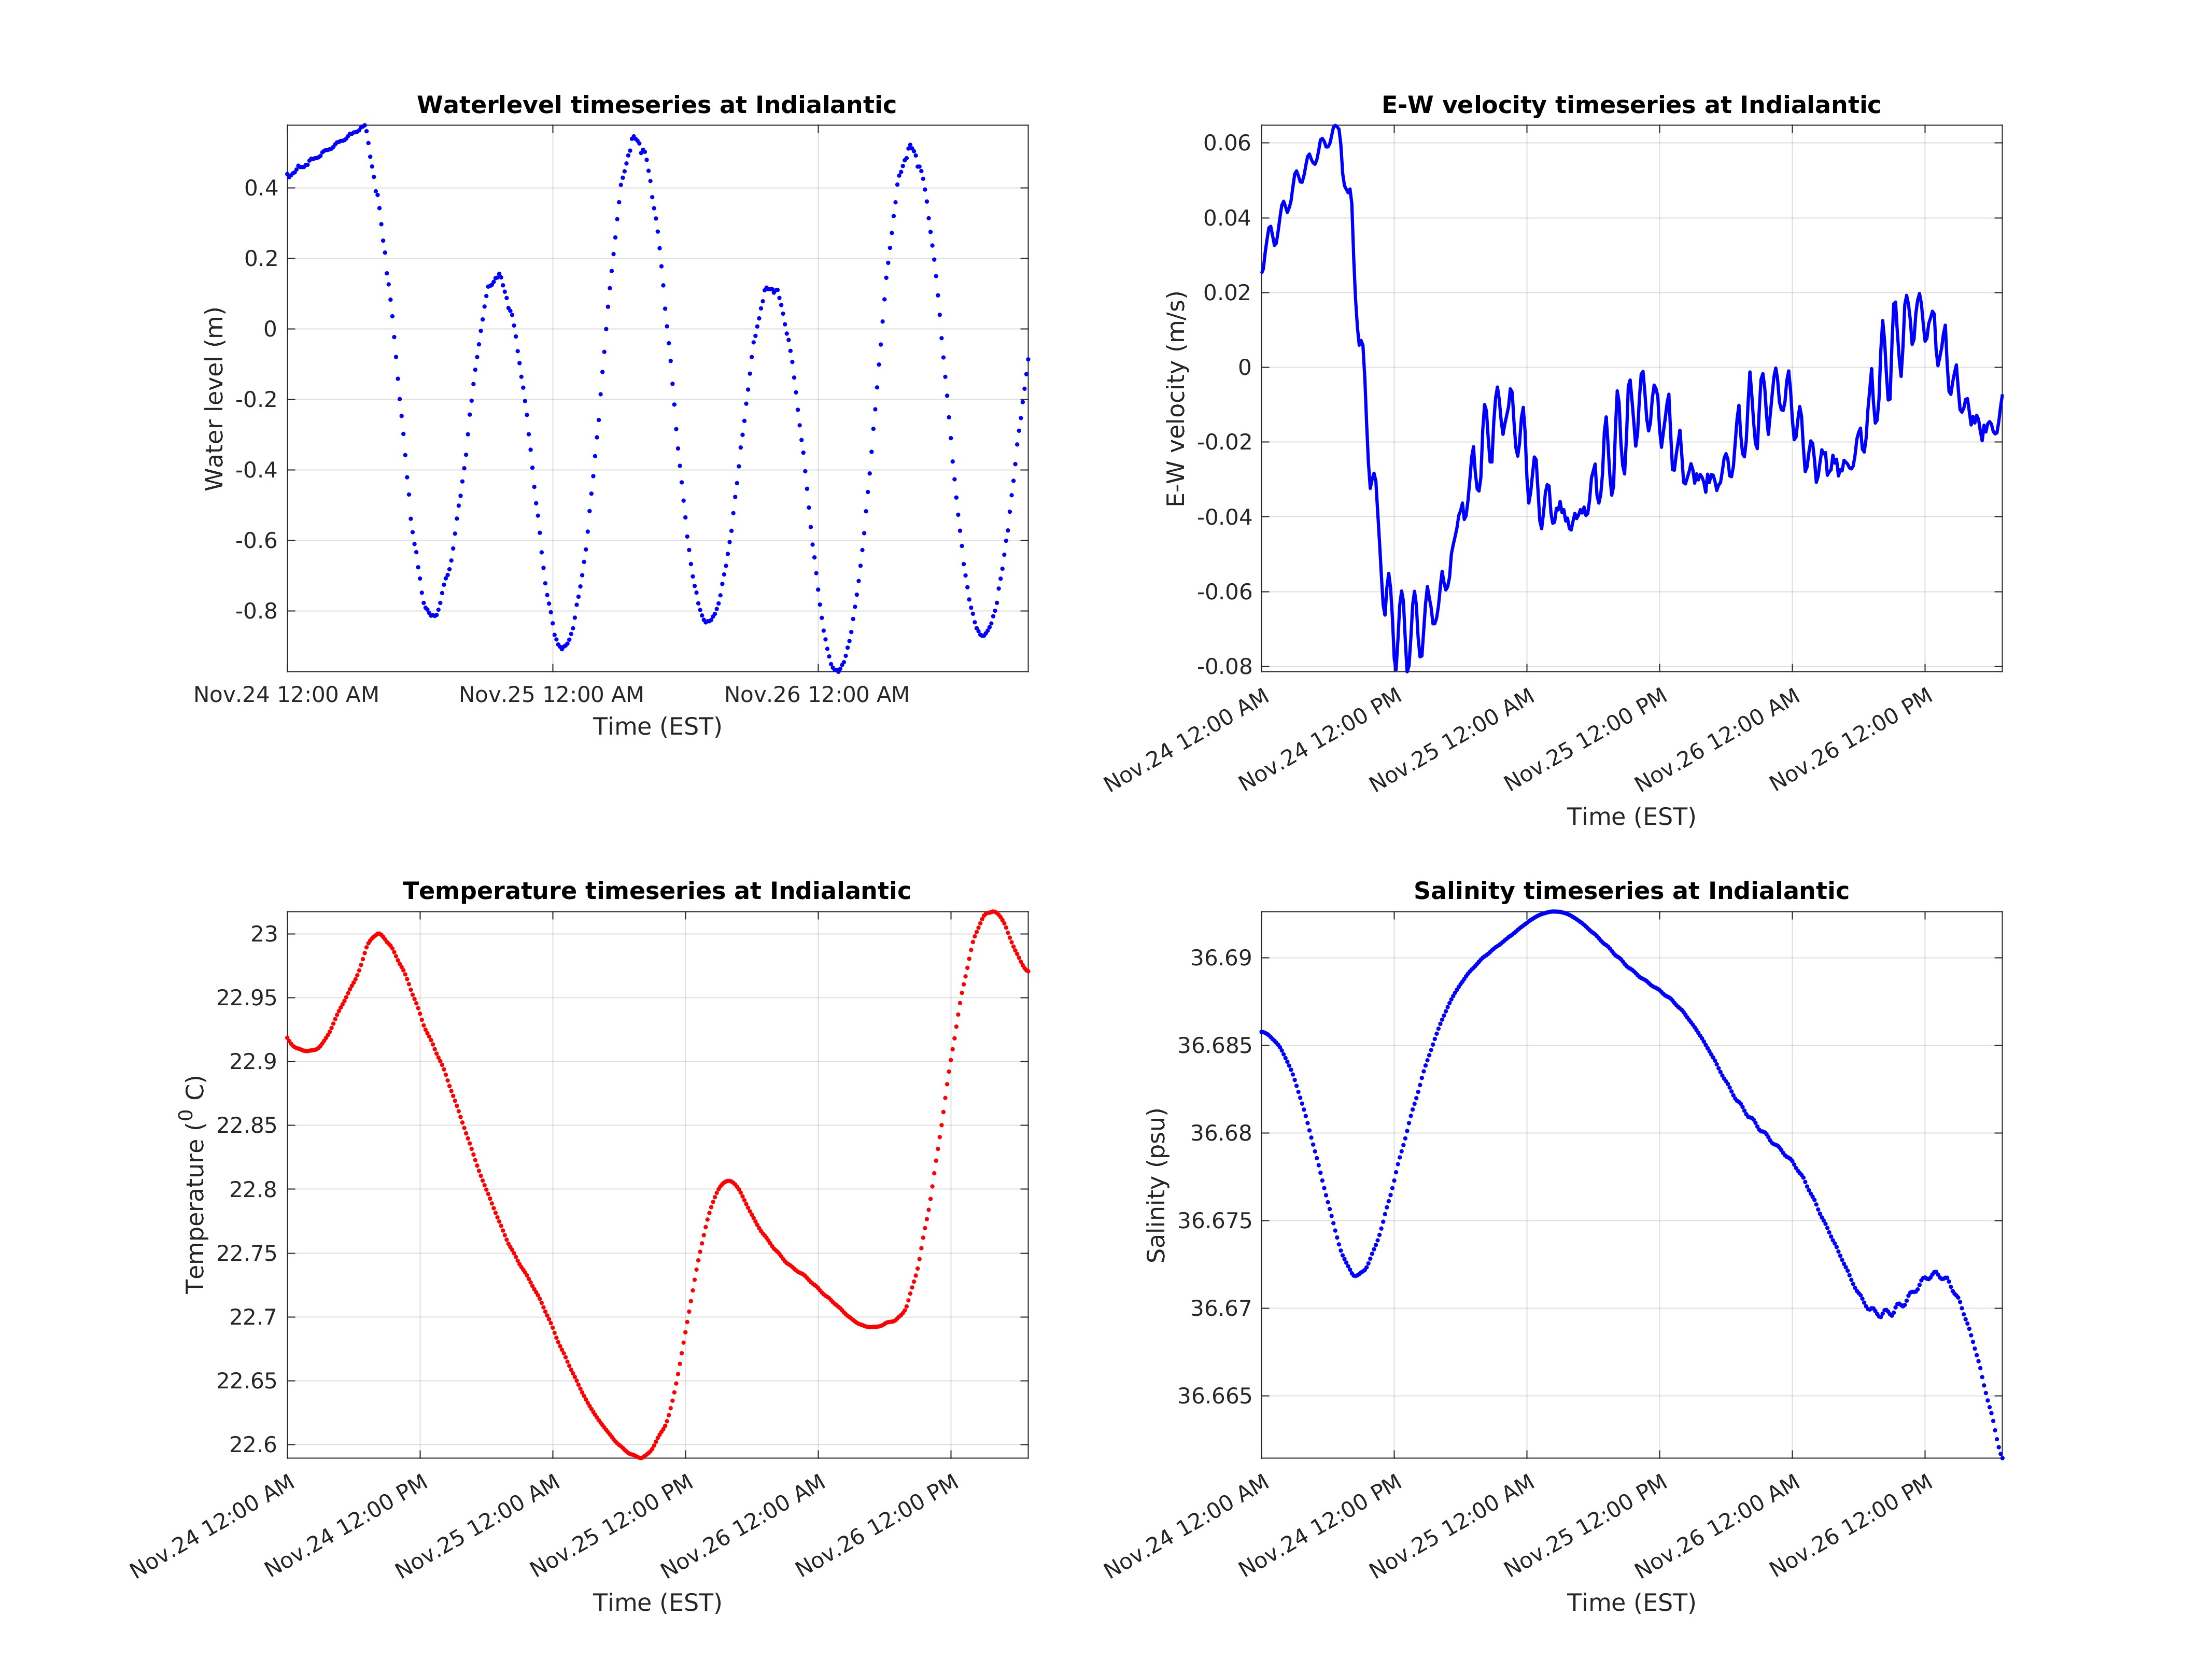 Waterlevel timeseries at Indialantic
0.4
0.2
0
-0.2
-0.4
-0.6
-0.8
Water level (m)
Nov.24 12:00 AM
Nov.25 12:00 AM
Nov.26 12:00 AM
Time (EST)
E-W velocity timeseries at Indialantic
0.06
0.04
0.02
0
-0.02
-0.04
-0.06
-0.08
E-W velocity (m/s)
Nov.24 12:00 AM
Nov.24 12:00 PM
Nov.25 12:00 AM
Nov.25 12:00 PM
Nov.26 12:00 AM
Nov.26 12:00 PM
Time (EST)
Temperature timeseries at Indialantic
23
22.95
22.9
22.85
22.8
22.75
22.7
22.65
22.6
Temperature (⁰ C)
Nov.24 12:00 AM
Nov.24 12:00 PM
Nov.25 12:00 AM
Nov.25 12:00 PM
Nov.26 12:00 AM
Nov.26 12:00 PM
Time (EST)
Salinity timeseries at Indialantic
36.69
36.685
36.68
36.675
36.67
36.665
Salinity (psu)
Nov.24 12:00 AM
Nov.24 12:00 PM
Nov.25 12:00 AM
Nov.25 12:00 PM
Nov.26 12:00 AM
Nov.26 12:00 PM
Time (EST)